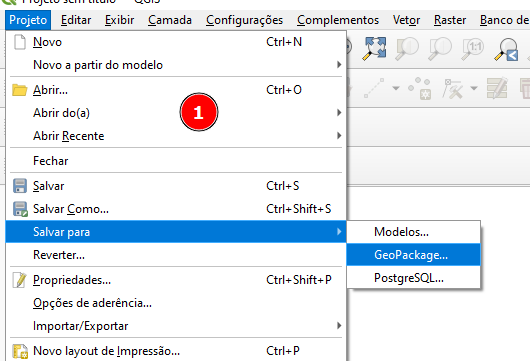 Projeto sem título — QGIS
Projeto Editar Exibir Camada Configurações Complementos Vetor Raster Banco de
Novo Ctrl+N
Novo a partir do modelo
Abrir... Ctrl+O
Abrir do(a)
1
Abrir Recente
Fechar
Salvar Ctrl+S
Salvar Como... Ctrl+Shift+S
Salvar para
Modelos...
Reverter...
GeoPackage...
Propriedades... Ctrl+Shift+P
PostgreSQL...
Opções de aderência...
Importar/Exportar
Novo layout de Impressão... Ctrl+P